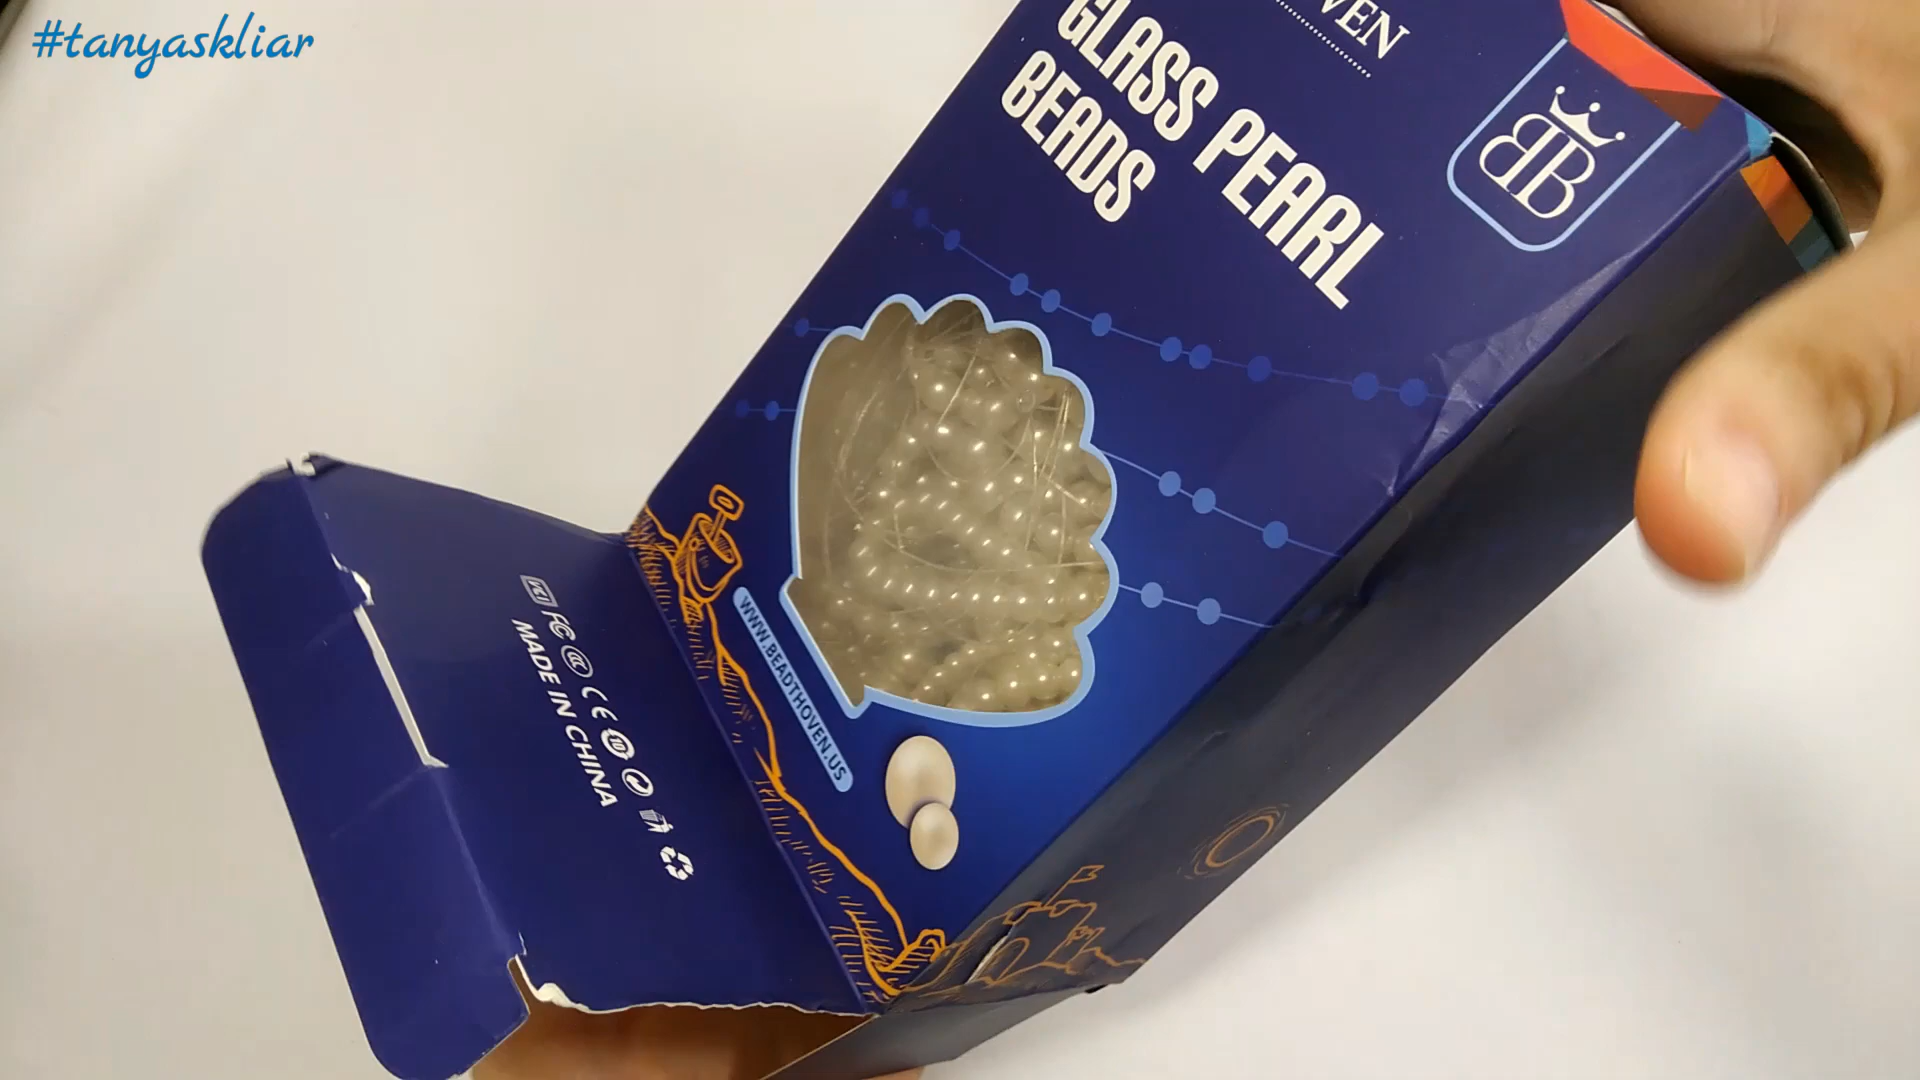 #tanyaskliar
VEN
GLASS PEARL
BEADS
BB
WWW.BEADTHOVEN.US
FC CE
MADE IN CHINA